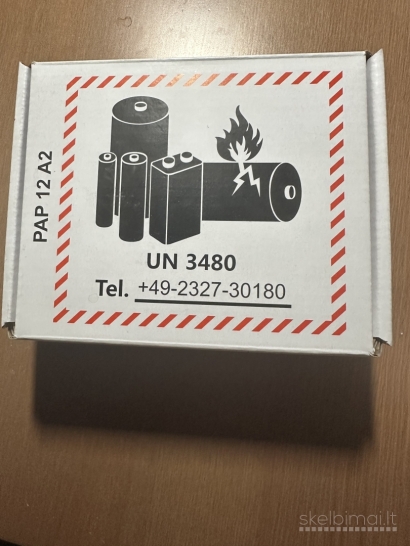 PAP 12 A2
UN 3480
Tel. +49-2327-30180
skelbimai.lt